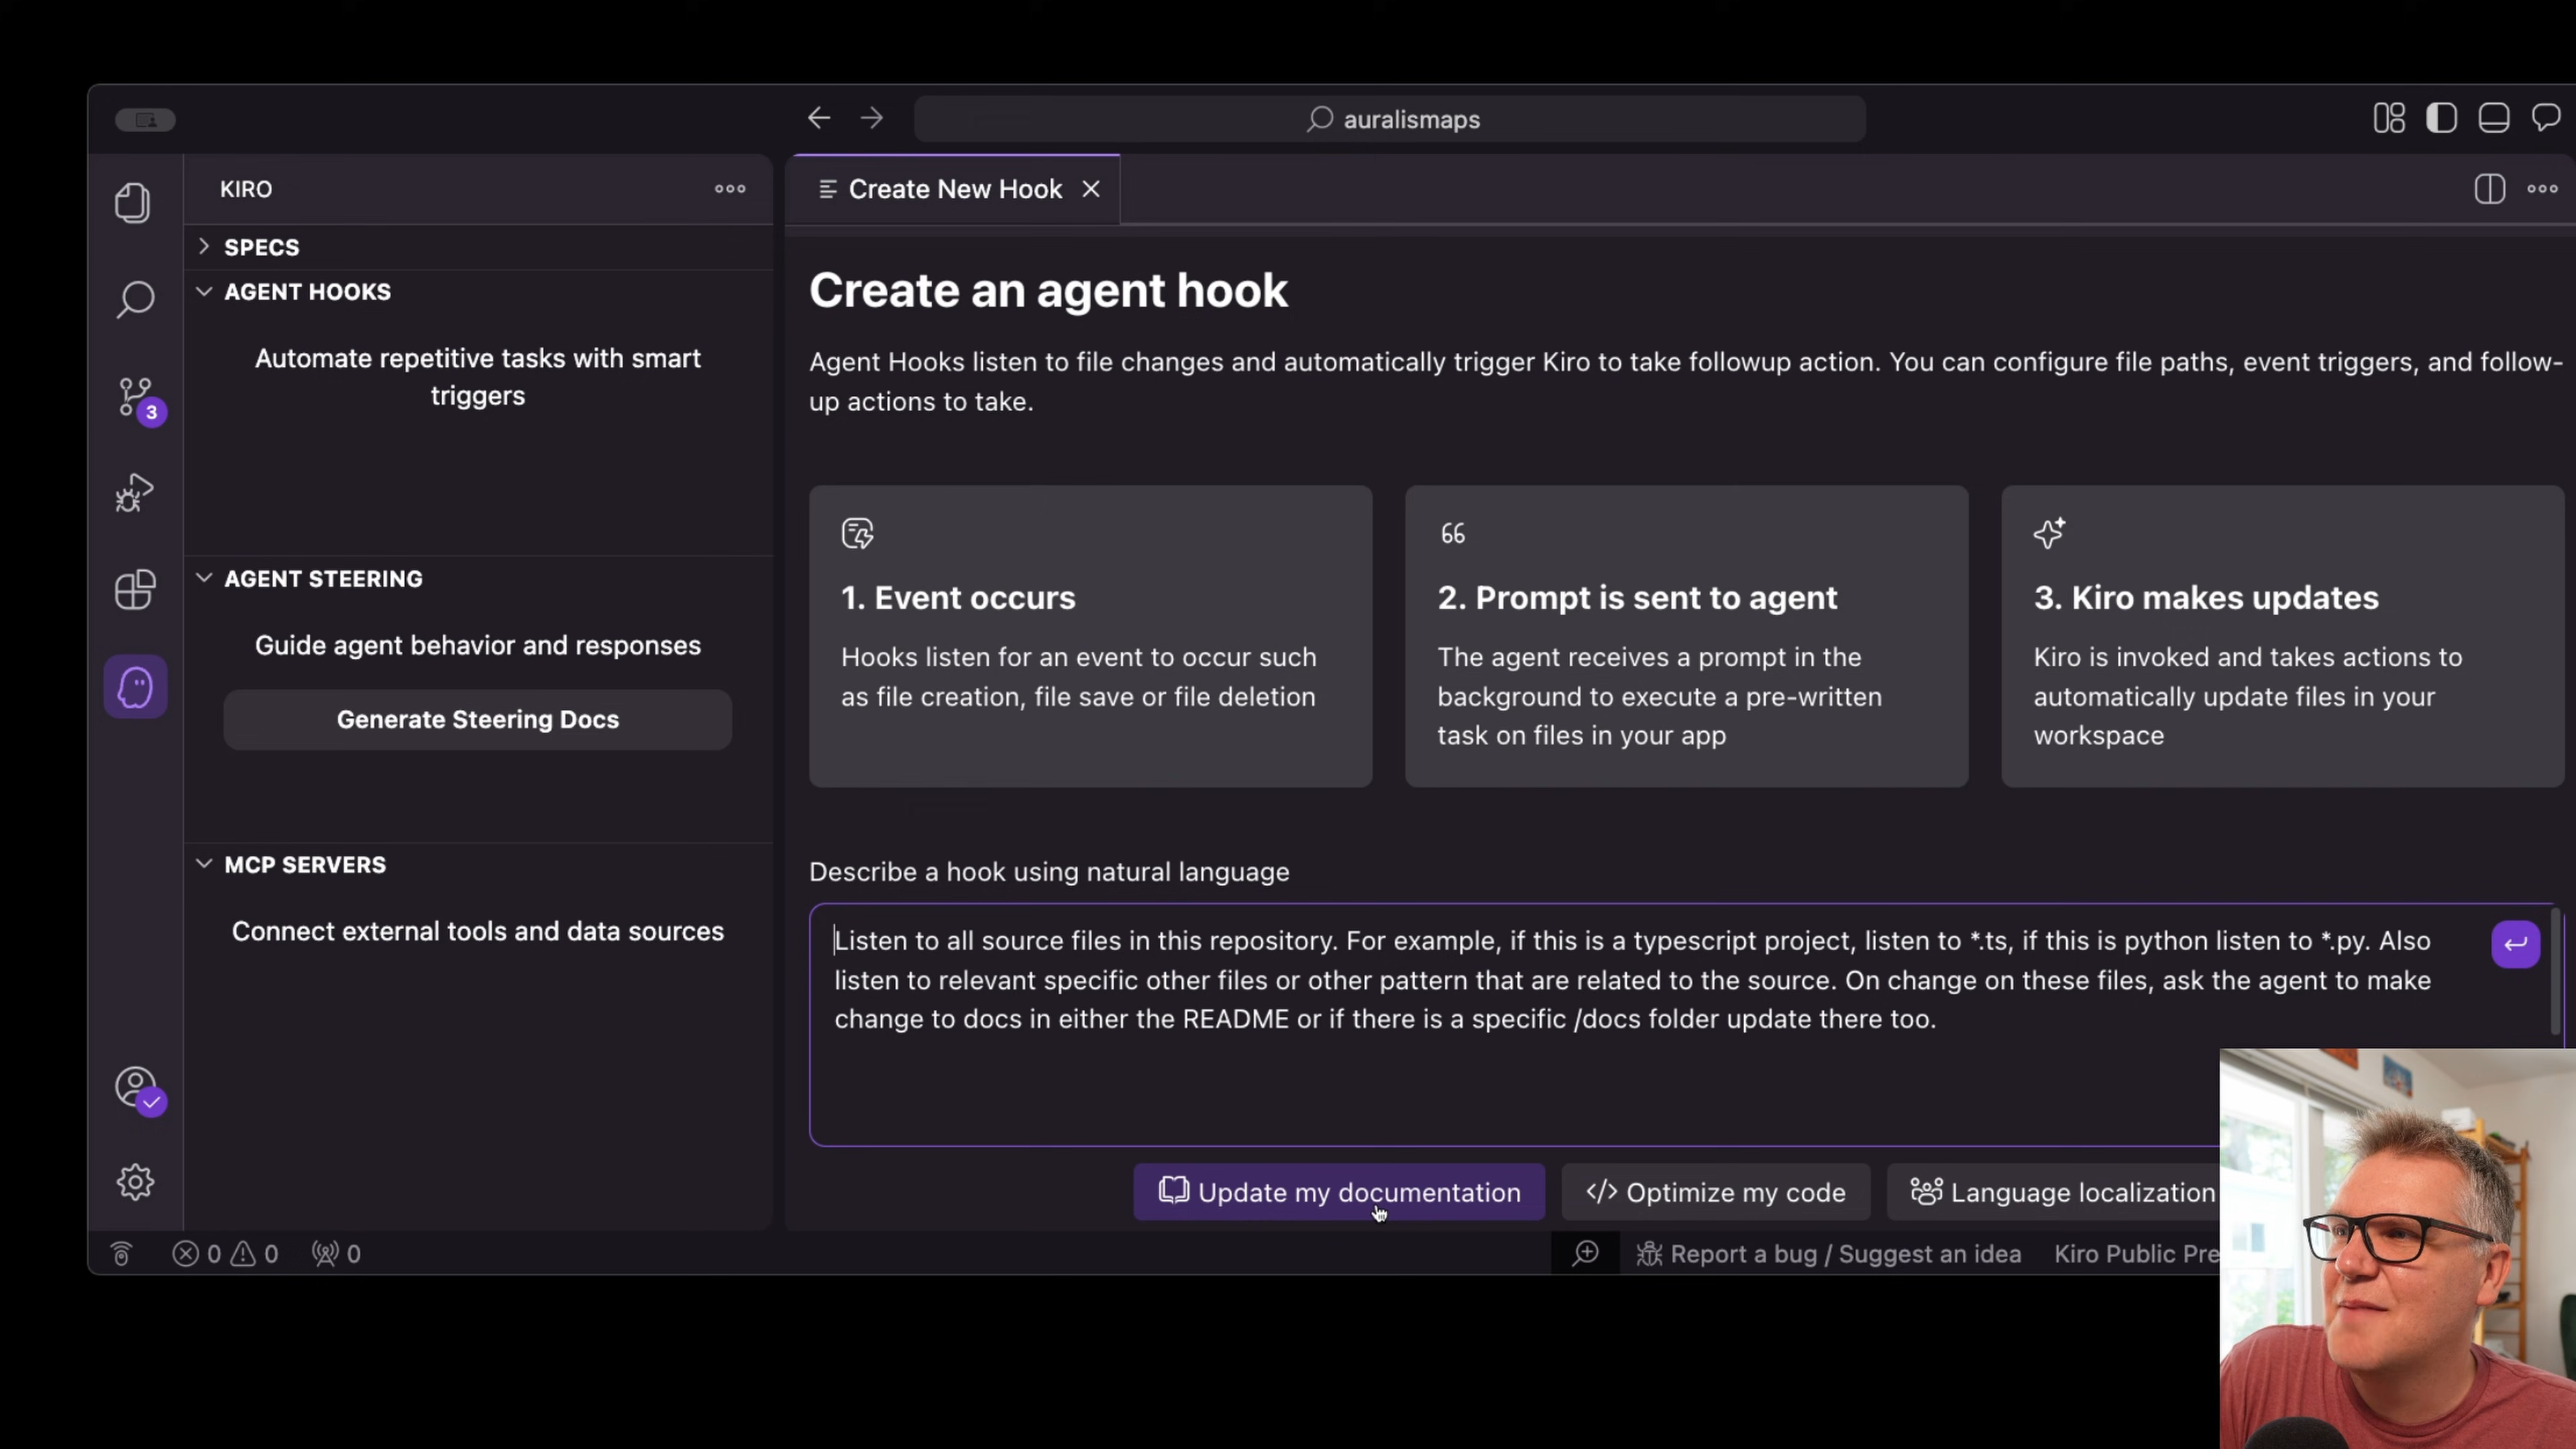 auralismaps
KIRO
Create New Hook
SPECS
AGENT HOOKS
Automate repetitive tasks with smart
triggers
3
AGENT STEERING
Guide agent behavior and responses
Generate Steering Docs
MCP SERVERS
Connect external tools and data sources
Create an agent hook
Agent Hooks listen to file changes and automatically trigger Kiro to take followup action. You can configure file paths, event triggers, and follow-
up actions to take.
1. Event occurs
Hooks listen for an event to occur such
as file creation, file save or file deletion
2. Prompt is sent to agent
The agent receives a prompt in the
background to execute a pre-written
task on files in your app
3. Kiro makes updates
Kiro is invoked and takes actions to
automatically update files in your
workspace
Describe a hook using natural language
Listen to all source files in this repository. For example, if this is a typescript project, listen to *.ts, if this is python listen to *.py. Also
listen to relevant specific other files or other pattern that are related to the source. On change on these files, ask the agent to make
change to docs in either the README or if there is a specific /docs folder update there too.
Update my documentation
</> Optimize my code
Language localization
0 0 0
Report a bug / Suggest an idea
Kiro Public Pre